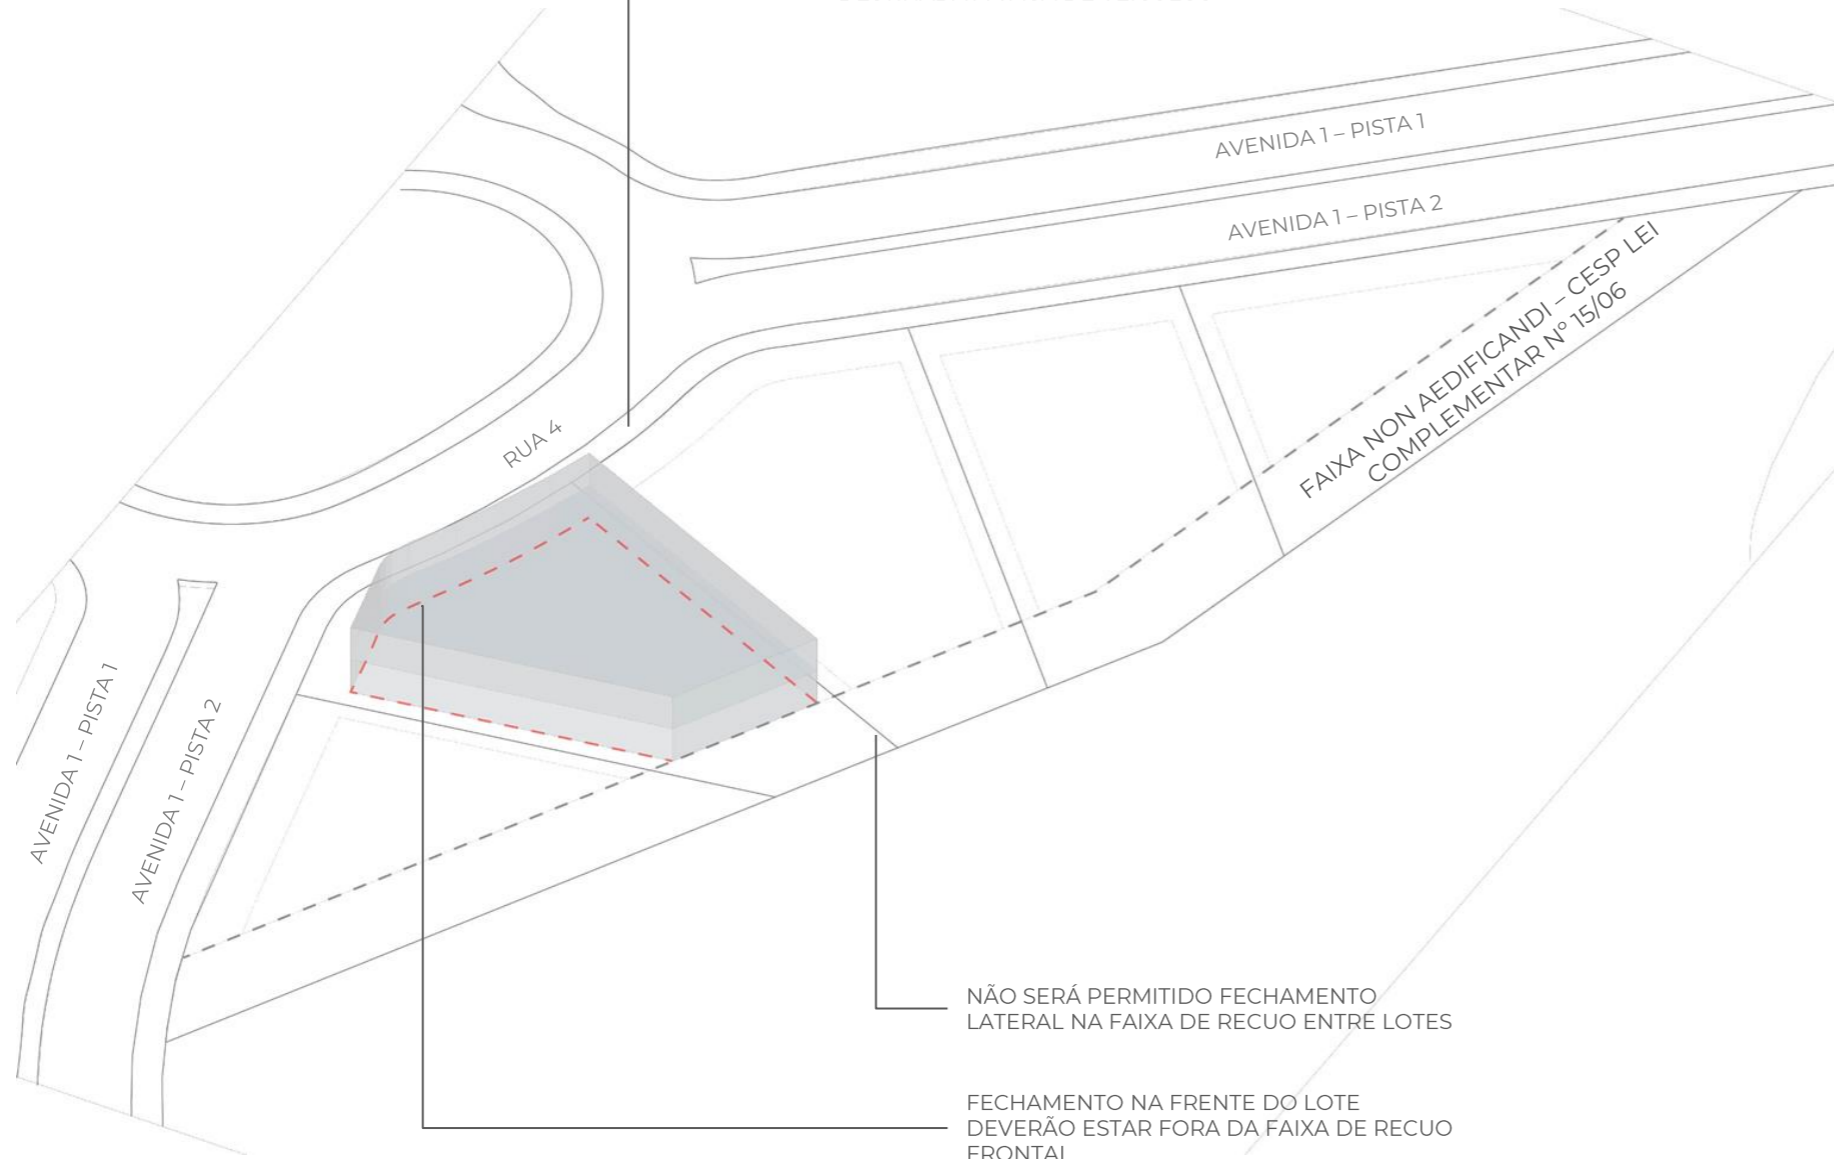 AVENIDA 1 – PISTA 1
AVENIDA 1 – PISTA 2
FAIXA NON AEDIFICANDI – CESP LEI
COMPLEMENTAR Nº 15/06
RUA 4
AVENIDA 1 – PISTA 1
AVENIDA 1 – PISTA 2
NÃO SERÁ PERMITIDO FECHAMENTO
LATERAL NA FAIXA DE RECUO ENTRE LOTES
FECHAMENTO NA FRENTE DO LOTE
DEVERÃO ESTAR FORA DA FAIXA DE RECUO
FRONTAL